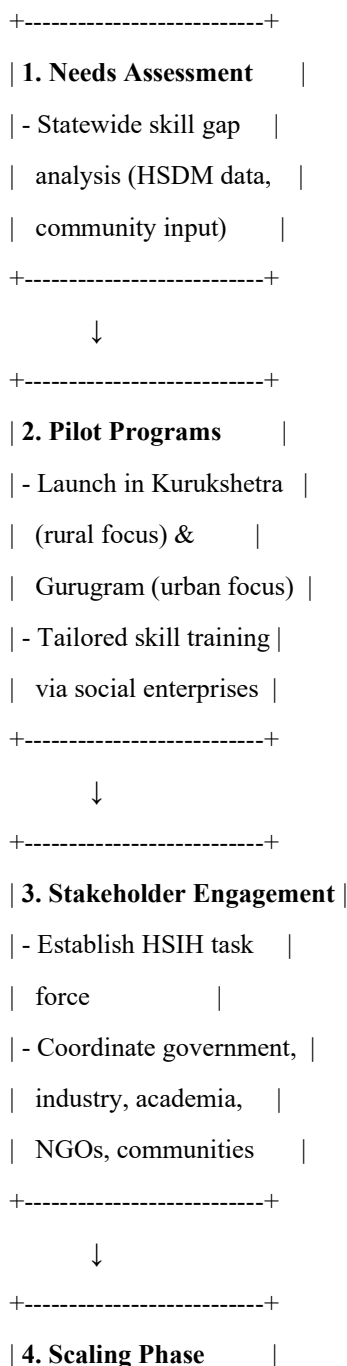 +---------------------------+
| 1. Needs Assessment |
| - Statewide skill gap |
| analysis (HSDM data, |
| community input) |
+---------------------------+
↓
+---------------------------+
| 2. Pilot Programs |
| - Launch in Kurukshetra |
| (rural focus) & |
| Gurugram (urban focus) |
| - Tailored skill training |
| via social enterprises |
+---------------------------+
↓
+---------------------------+
| 3. Stakeholder Engagement |
| - Establish HSIH task |
| force |
| - Coordinate government, |
| industry, academia, |
| NGOs, communities |
+---------------------------+
↓
+---------------------------+
| 4. Scaling Phase |